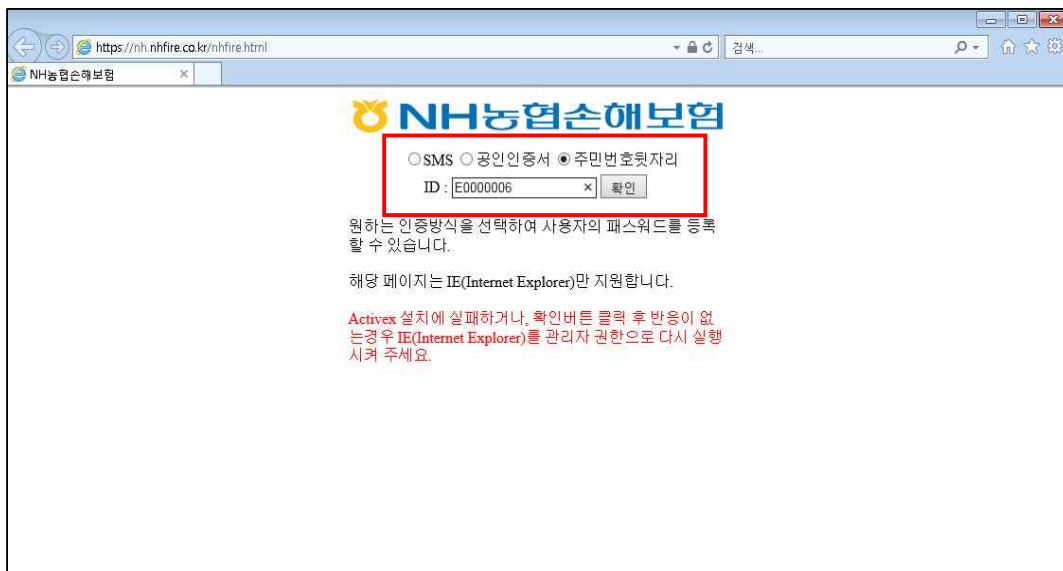 https://nh.nhfire.co.kr/nhfire.html
검색...
NH농협손해보험
NH농협손해보험
SMS 공인인증서 주민번호뒷자리
ID : E0000006 확인
원하는 인증방식을 선택하여 사용자의 패스워드를 등록
할 수 있습니다.
해당 페이지는 IE(Internet Explorer)만 지원합니다.
Activex 설치에 실패하거나, 확인버튼 클릭 후 반응이 없
는경우 IE(Internet Explorer)를 관리자 권한으로 다시 실행
시켜 주세요.